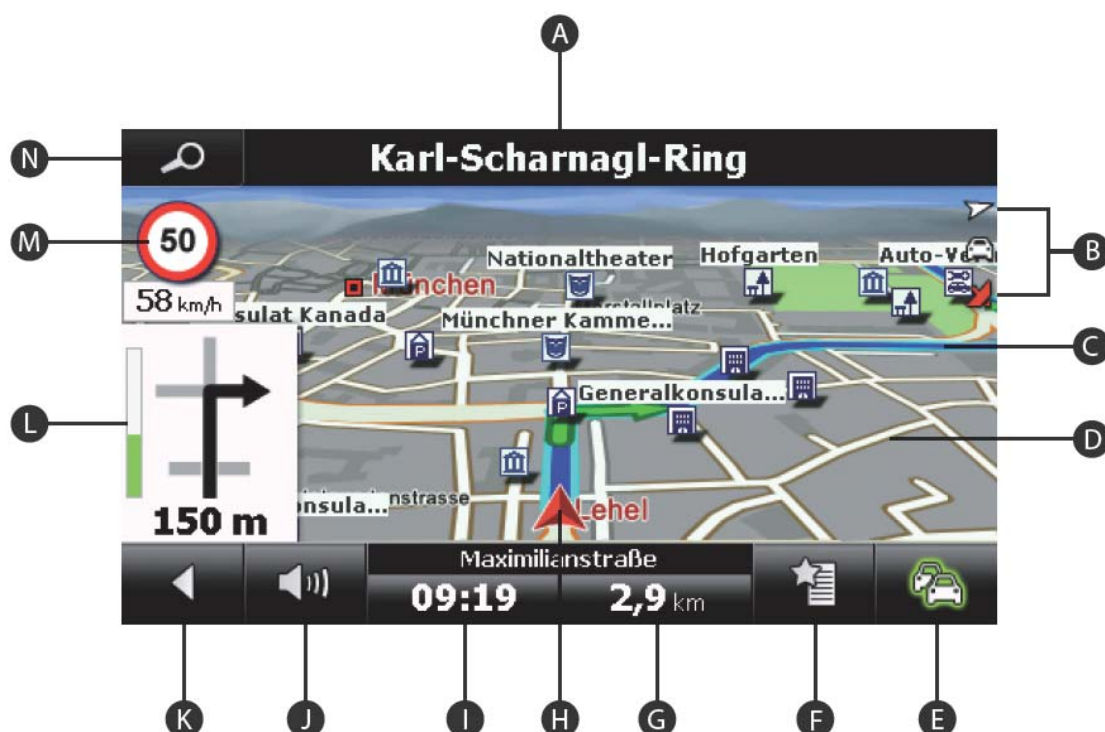 A
N
Karl-Scharnagl-Ring
M
50
B
58 km/h
Nationaltheater
Hofgarten
München
sulat Kanada
Münchner Kamme...
P
C
Generalkonsula...
P
L
D
nstrasse
onsula...
Lehel
150 m
Maximilianstraße
09:19
2,9 km
K
J
I
H
G
F
E